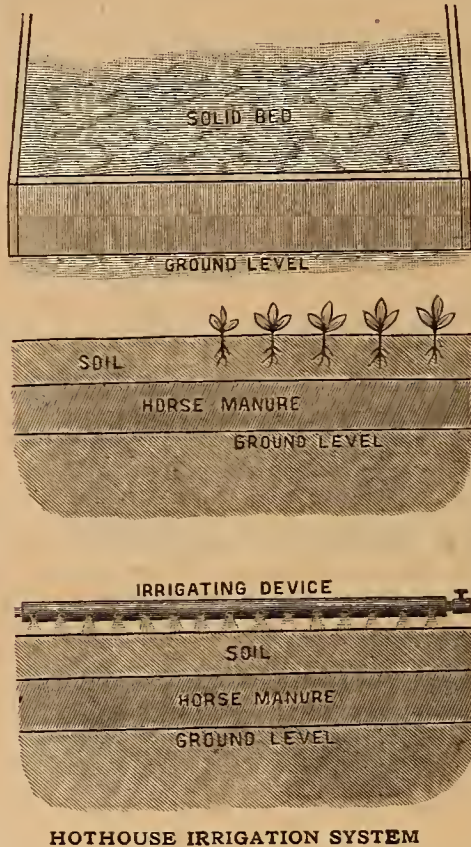 SOLID BED
GROUND LEVEL
SOIL
HORSE MANURE
GROUND LEVEL
IRRIGATING DEVICE
SOIL
HORSE MANURE
GROUND LEVEL
HOTHOUSE IRRIGATION SYSTEM